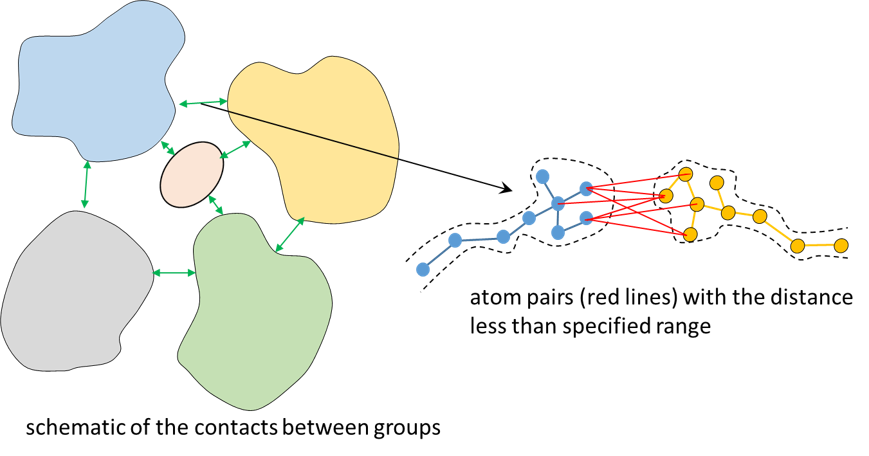 atom pairs (red lines) with the distance
less than specified range
schematic of the contacts between groups